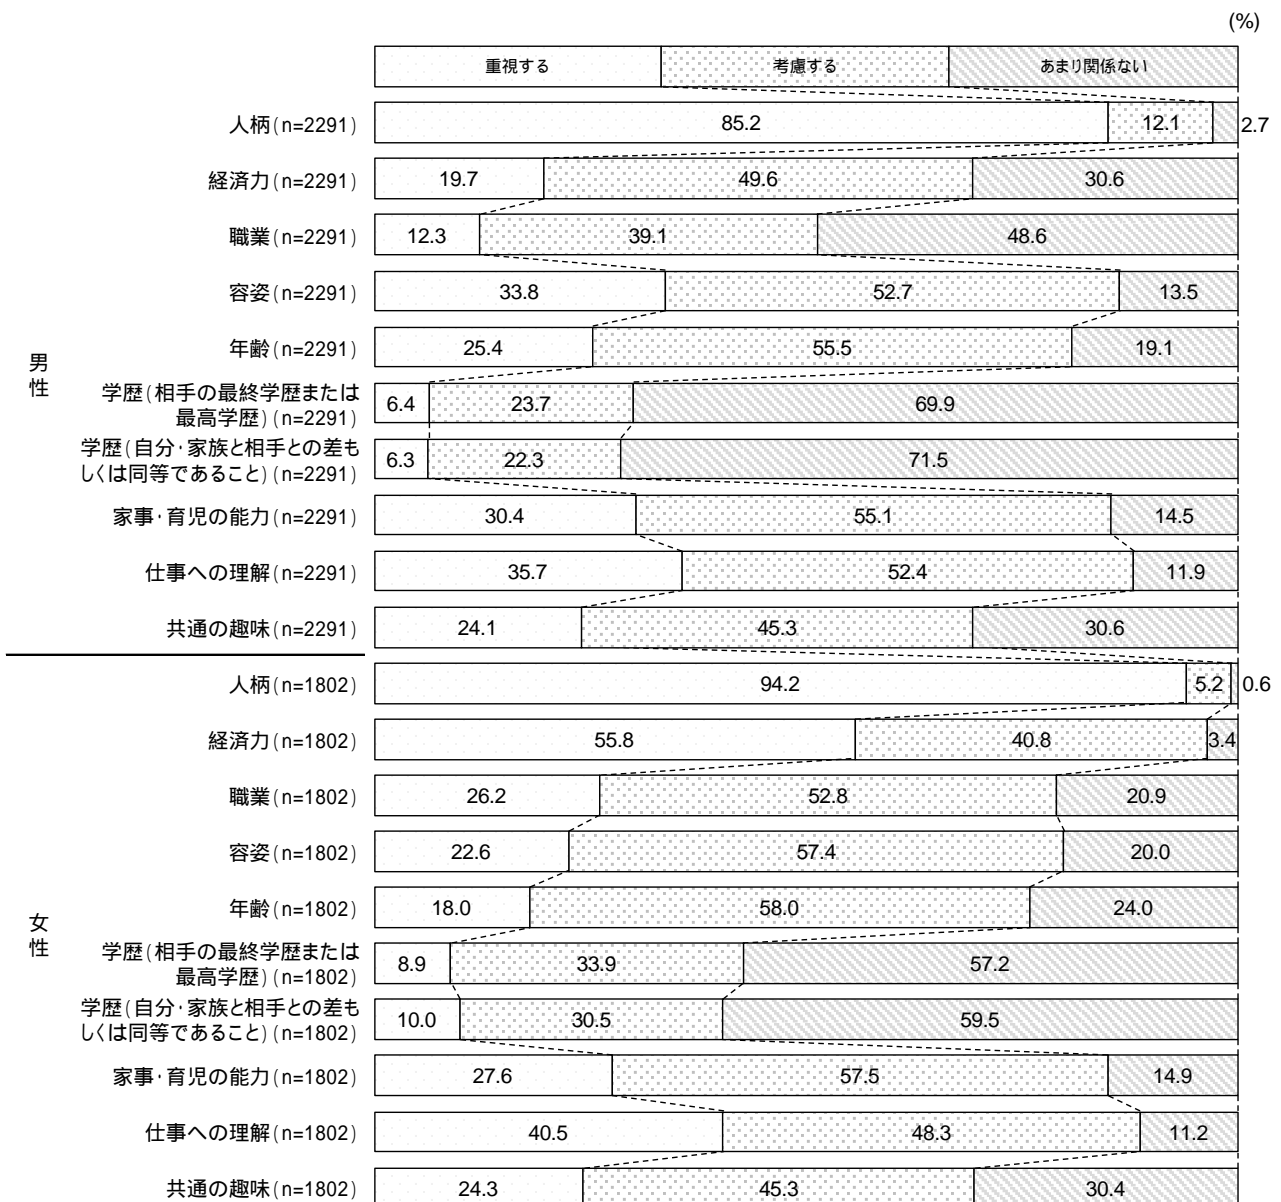 (%)
重視する 考慮する あまり関係ない
男性
人柄(n=2291) 85.2 12.1 2.7
経済力(n=2291) 19.7 49.6 30.6
職業(n=2291) 12.3 39.1 48.6
容姿(n=2291) 33.8 52.7 13.5
年齢(n=2291) 25.4 55.5 19.1
学歴(相手の最終学歴または
最高学歴)(n=2291) 6.4 23.7 69.9
学歴(自分・家族と相手との差も
しくは同等であること)(n=2291) 6.3 22.3 71.5
家事・育児の能力(n=2291) 30.4 55.1 14.5
仕事への理解(n=2291) 35.7 52.4 11.9
共通の趣味(n=2291) 24.1 45.3 30.6
女性
人柄(n=1802) 94.2 5.2 0.6
経済力(n=1802) 55.8 40.8 3.4
職業(n=1802) 26.2 52.8 20.9
容姿(n=1802) 22.6 57.4 20.0
年齢(n=1802) 18.0 58.0 24.0
学歴(相手の最終学歴または
最高学歴)(n=1802) 8.9 33.9 57.2
学歴(自分・家族と相手との差も
しくは同等であること)(n=1802) 10.0 30.5 59.5
家事・育児の能力(n=1802) 27.6 57.5 14.9
仕事への理解(n=1802) 40.5 48.3 11.2
共通の趣味(n=1802) 24.3 45.3 30.4